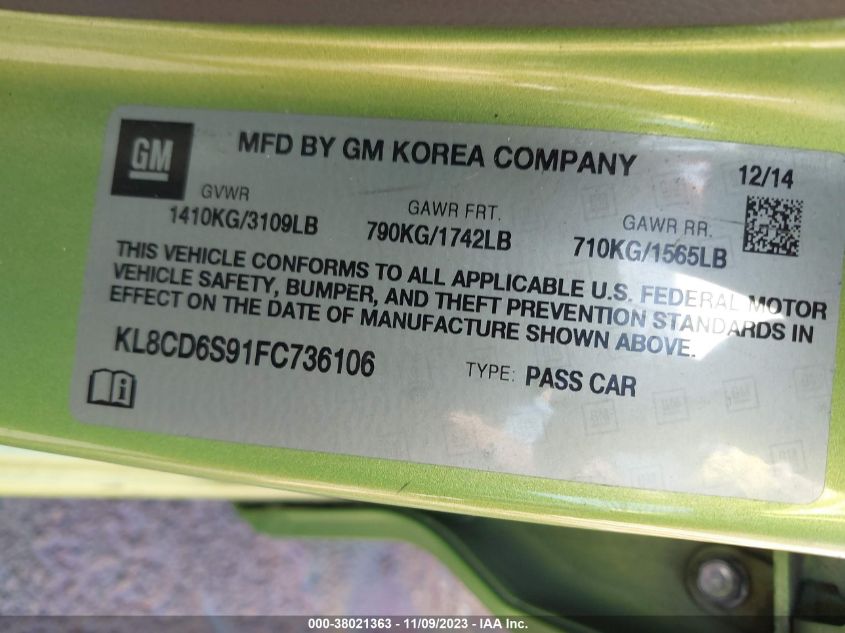 GM
MFD BY GM KOREA COMPANY
12/14
GVWR
1410KG/3109LB
GAWR FRT.
790KG/1742LB
GAWR RR.
710KG/1565LB
THIS VEHICLE CONFORMS TO ALL APPLICABLE U.S. FEDERAL MOTOR
VEHICLE SAFETY, BUMPER, AND THEFT PREVENTION STANDARDS IN
EFFECT ON THE DATE OF MANUFACTURE SHOWN ABOVE.
KL8CD6S91FC736106
TYPE: PASS CAR
000-38021363 - 11/09/2023 - IAA Inc.